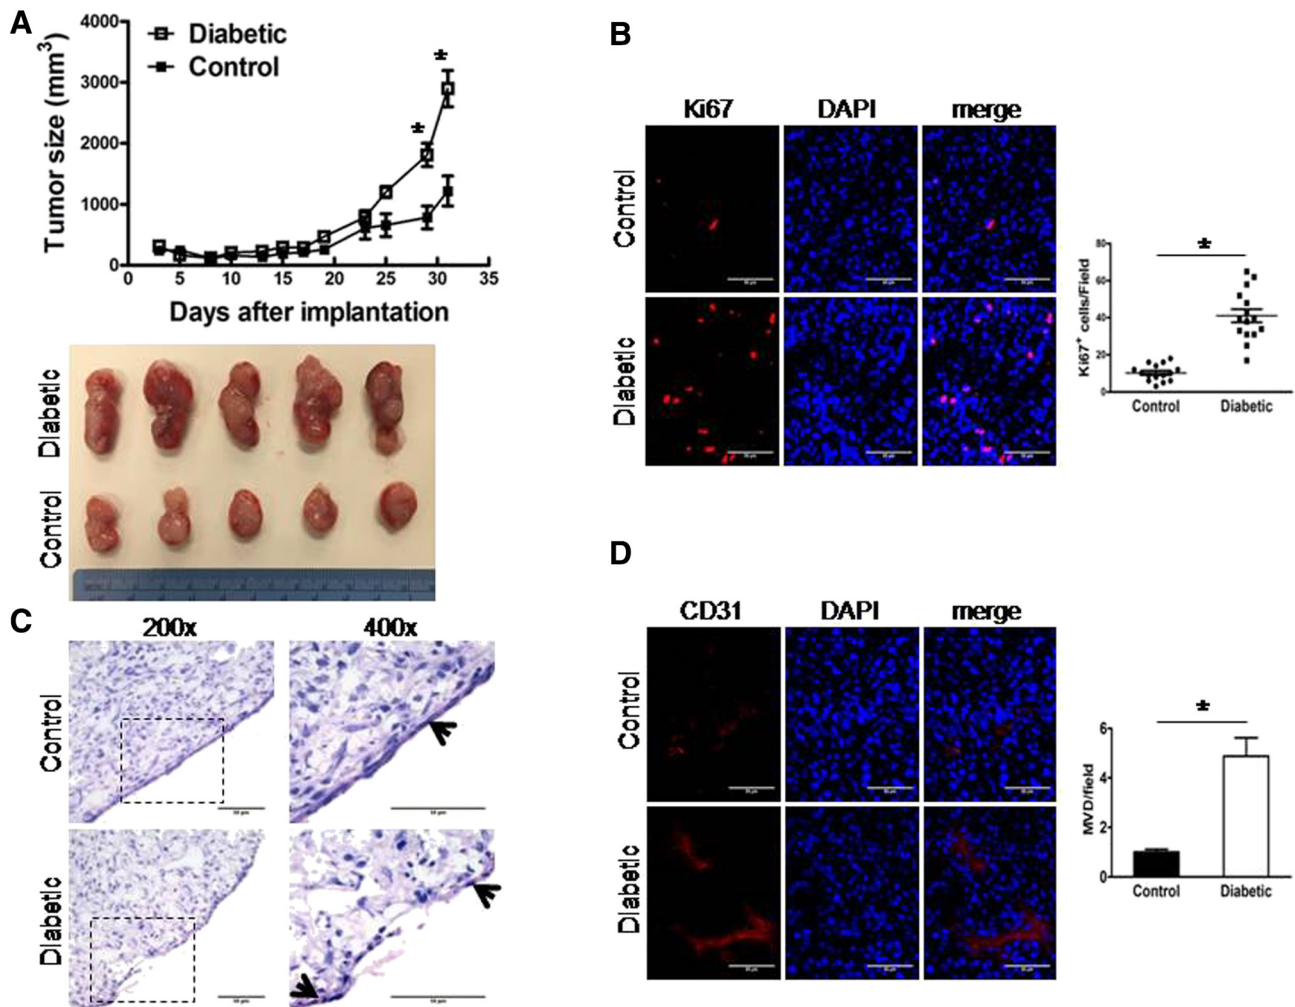 A
4000
3000
2000
1000
0
Tumor size (mm³)
Diabetic
Control
*
*
0
5
10
15
20
25
30
35
Days after implantation
Diabetic
Control
B
Ki67
DAPI
merge
Control
Diabetic
80
60
40
20
0
Ki67⁺ cells/Field
*
Control
Diabetic
C
200x
400x
Control
Diabetic
D
CD31
DAPI
merge
Control
Diabetic
6
4
2
0
MVD/field
*
Control
Diabetic